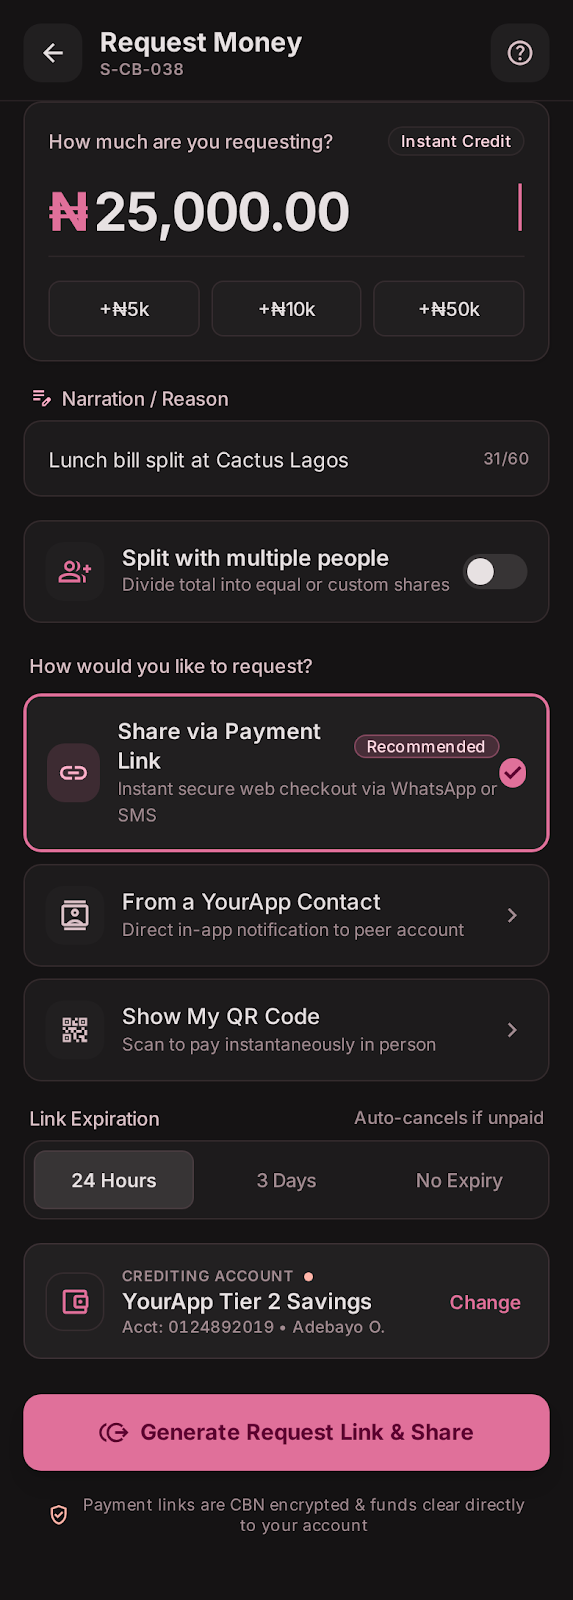 Request Money
S-CB-038
How much are you requesting?
Instant Credit
₦25,000.00
+₦5k
+₦10k
+₦50k
Narration / Reason
Lunch bill split at Cactus Lagos
31/60
Split with multiple people
Divide total into equal or custom shares
How would you like to request?
Share via Payment
Link
Recommended
Instant secure web checkout via WhatsApp or
SMS
From a YourApp Contact
Direct in-app notification to peer account
Show My QR Code
Scan to pay instantaneously in person
Link Expiration
Auto-cancels if unpaid
24 Hours
3 Days
No Expiry
CREDITING ACCOUNT
YourApp Tier 2 Savings
Change
Acct: 0124892019 • Adebayo O.
Generate Request Link & Share
Payment links are CBN encrypted & funds clear directly
to your account